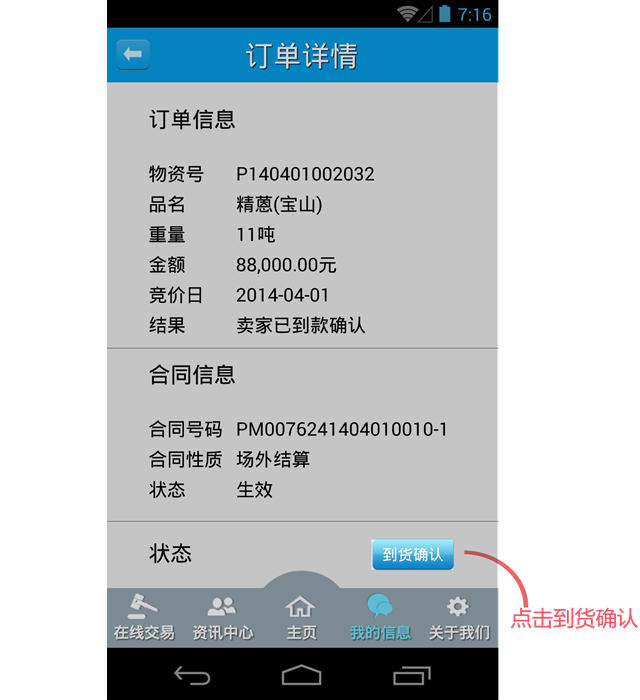 7:16
订单详情
订单信息
物资号 P140401002032
品名 精蒽(宝山)
重量 11吨
金额 88,000.00元
竞价日 2014-04-01
结果 卖家已到款确认
合同信息
合同号码 PM0076241404010010-1
合同性质 场外结算
状态 生效
状态 到货确认
点击到货确认
在线交易 资讯中心 主页 我的信息 关于我们